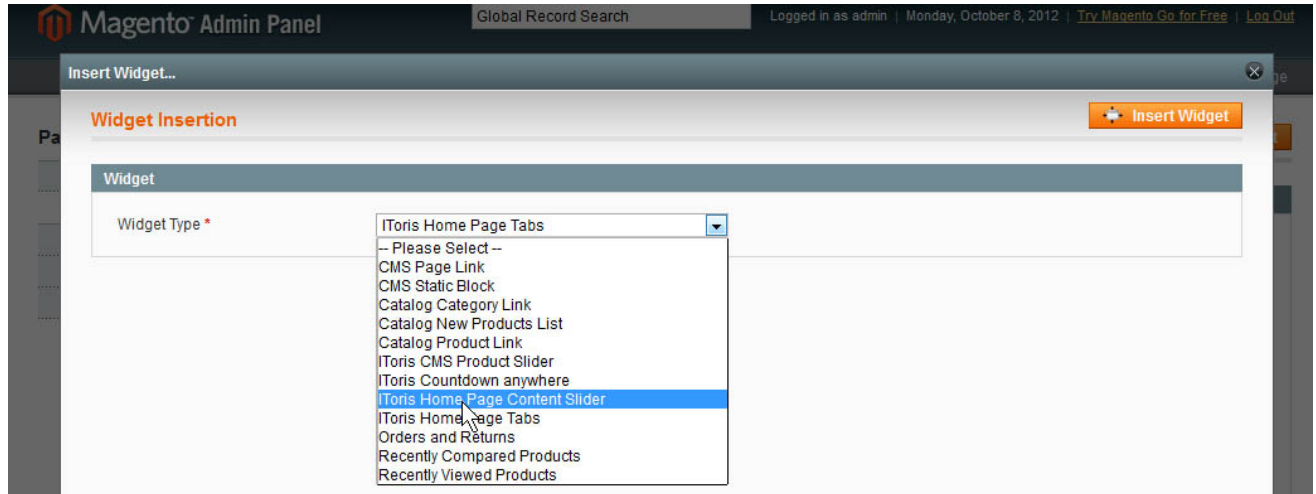 Magento™ Admin Panel
Global Record Search
Logged in as admin | Monday, October 8, 2012 | Try Magento Go for Free | Log Out
Insert Widget...
Widget Insertion
Insert Widget
Pa
ge
Widget
Widget Type *
IToris Home Page Tabs
-- Please Select --
CMS Page Link
CMS Static Block
Catalog Category Link
Catalog New Products List
Catalog Product Link
IToris CMS Product Slider
IToris Countdown anywhere
IToris Home Page Content Slider
IToris Home Page Tabs
Orders and Returns
Recently Compared Products
Recently Viewed Products